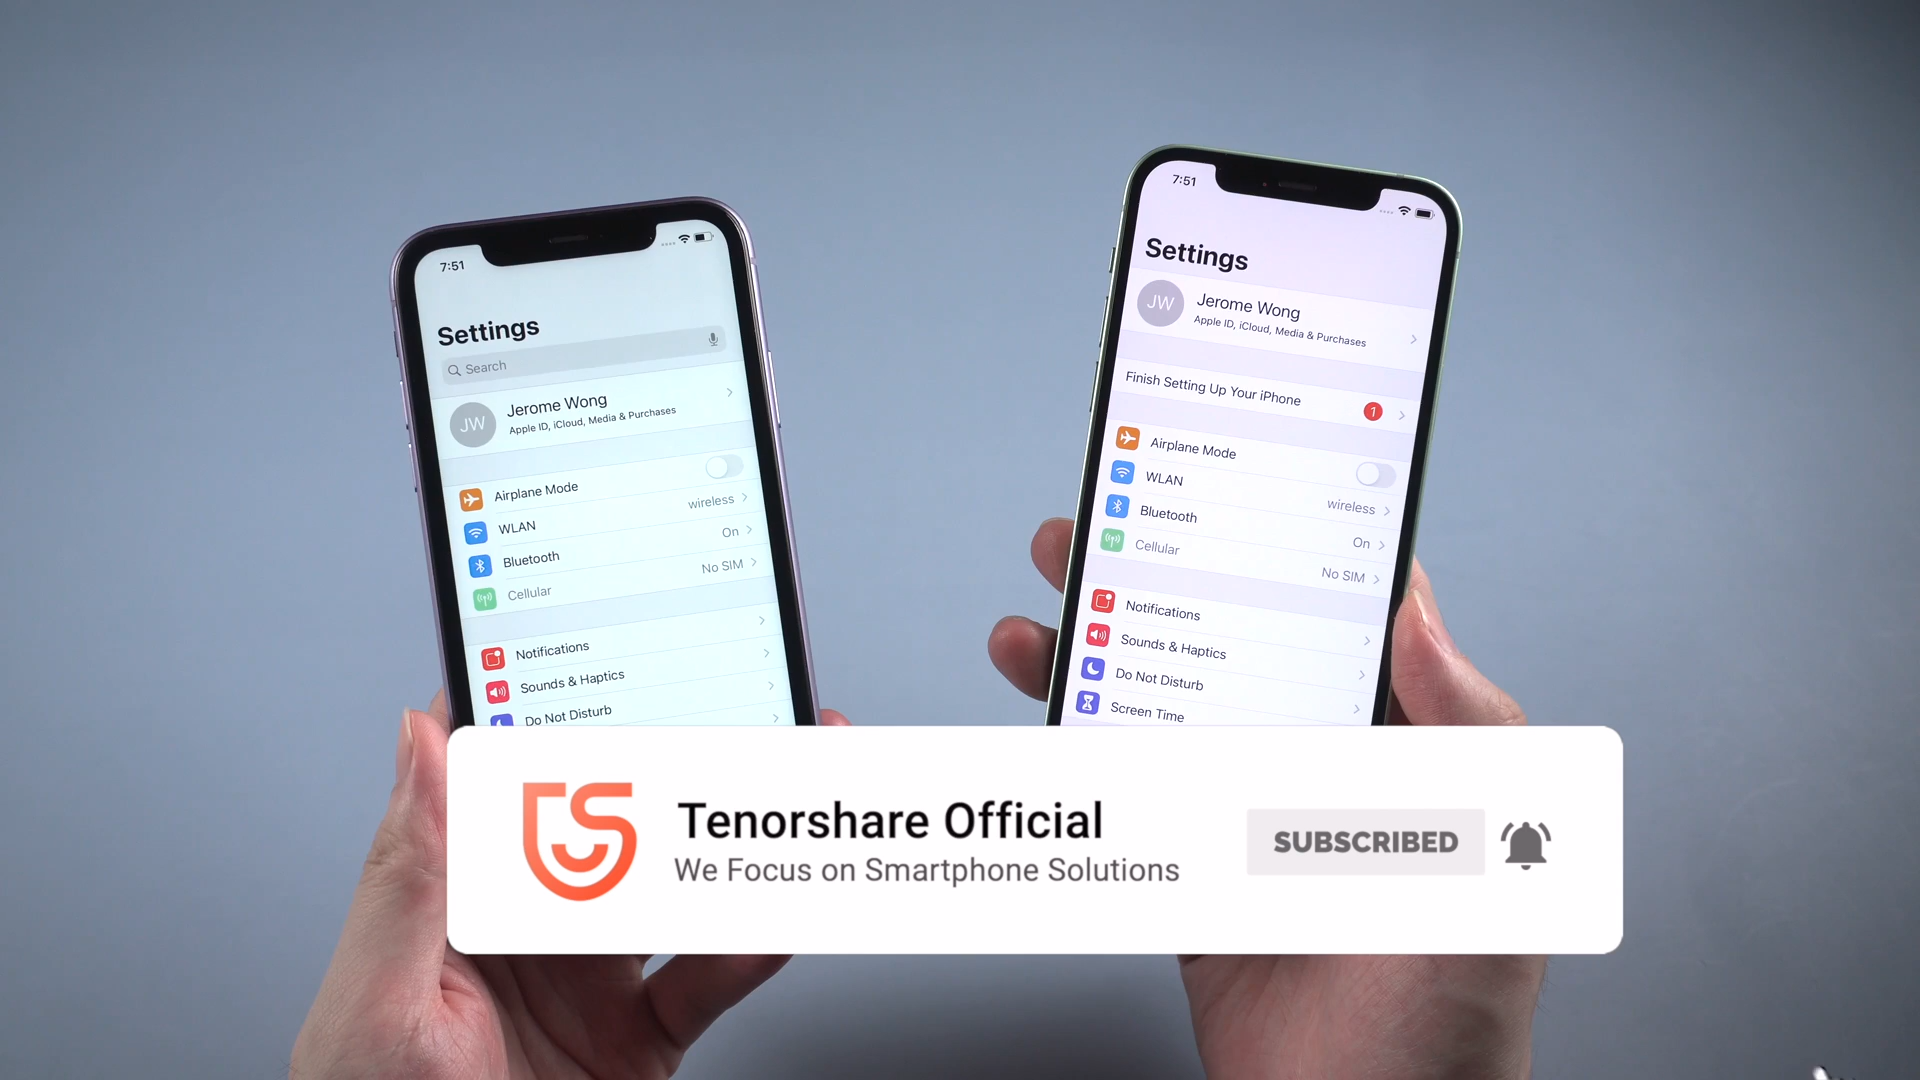 7:51
Settings
Search
JW
Jerome Wong
Apple ID, iCloud, Media & Purchases
Airplane Mode
WLAN
wireless
Bluetooth
On
Cellular
No SIM
Notifications
Sounds & Haptics
Do Not Disturb
7:51
Settings
JW
Jerome Wong
Apple ID, iCloud, Media & Purchases
Finish Setting Up Your iPhone
1
Airplane Mode
WLAN
wireless
Bluetooth
On
Cellular
No SIM
Notifications
Sounds & Haptics
Do Not Disturb
Screen Time
Tenorshare Official
We Focus on Smartphone Solutions
SUBSCRIBED